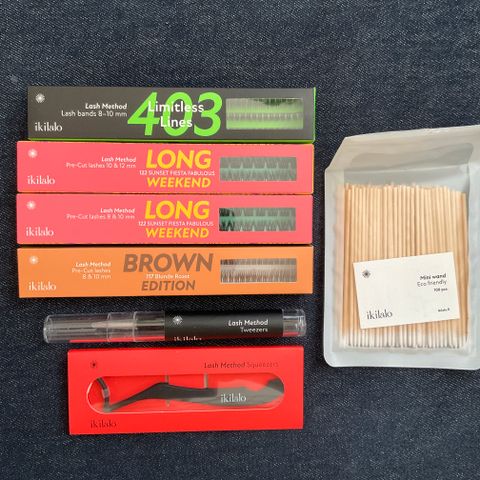 Lash Method
Lash bands 8-10 mm
403
Limitless
Lines
ikilalo
Lash Method
Pre-Cut lashes 10 & 12 mm
LONG
122 SUNSET FIESTA FABULOUS
WEEKEND
ikilalo
Lash Method
Pre-Cut lashes 8 & 10 mm
LONG
122 SUNSET FIESTA FABULOUS
WEEKEND
ikilalo
Lash Method
Pre-Cut lashes
8 & 10 mm
BROWN
717 Blonde Roast
EDITION
ikilalo
Lash Method
Tweezers
ikilalo
Lash Method Squeezers
ikilalo
ikilalo
Mini wand
Eco friendly
100 pcs
ikilalo